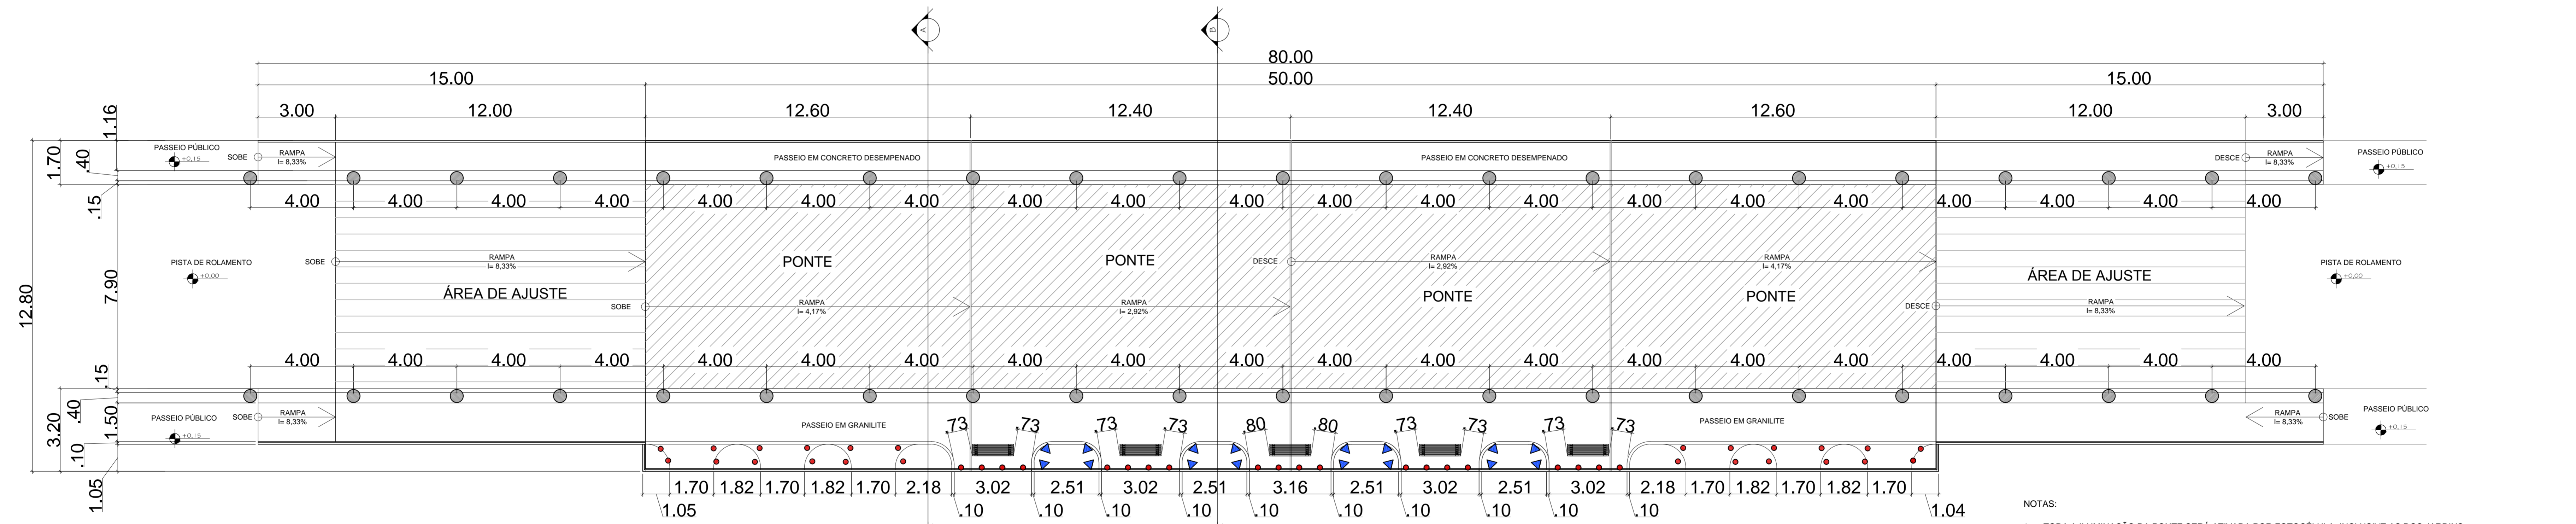 A
B
80.00
15.00 50.00 15.00
3.00 12.00 12.60 12.40 12.40 12.60 12.00 3.00
1.16
1.70
.40
.15
7.90
12.80
.15
.40
1.50
3.20
.10
1.05
PASSEIO PÚBLICO
+0,15
SOBE
RAMPA
I= 8,33%
PASSEIO EM CONCRETO DESEMPENADO
PASSEIO EM CONCRETO DESEMPENADO
DESCE
RAMPA
I= 8,33%
PASSEIO PÚBLICO
+0,15
4.00 4.00 4.00 4.00 4.00 4.00 4.00 4.00 4.00 4.00 4.00 4.00 4.00 4.00 4.00 4.00 4.00 4.00 4.00 4.00
PISTA DE ROLAMENTO
+0,00
SOBE
RAMPA
I= 8,33%
ÁREA DE AJUSTE
PONTE
SOBE
RAMPA
I= 4,17%
PONTE
RAMPA
I= 2,92%
DESCE
RAMPA
I= 2,92%
PONTE
RAMPA
I= 4,17%
PONTE
DESCE
ÁREA DE AJUSTE
RAMPA
I= 8,33%
PISTA DE ROLAMENTO
+0,00
4.00 4.00 4.00 4.00 4.00 4.00 4.00 4.00 4.00 4.00 4.00 4.00 4.00 4.00 4.00 4.00 4.00 4.00 4.00 4.00
PASSEIO PÚBLICO
+0,15
SOBE
RAMPA
I= 8,33%
PASSEIO EM GRANILITE
.73 .73 .73 .73 .80 .80 .73 .73 .73 .73
PASSEIO EM GRANILITE
RAMPA
I= 8,33%
SOBE
PASSEIO PÚBLICO
+0,15
1.70 1.82 1.70 1.82 1.70 2.18 3.02 2.51 3.02 2.51 3.16 2.51 3.02 2.51 3.02 2.18 1.70 1.82 1.70 1.82 1.70
1.05 .10 .10 .10 .10 .10 .10 .10 .10 .10 .10 1.04
NOTAS: